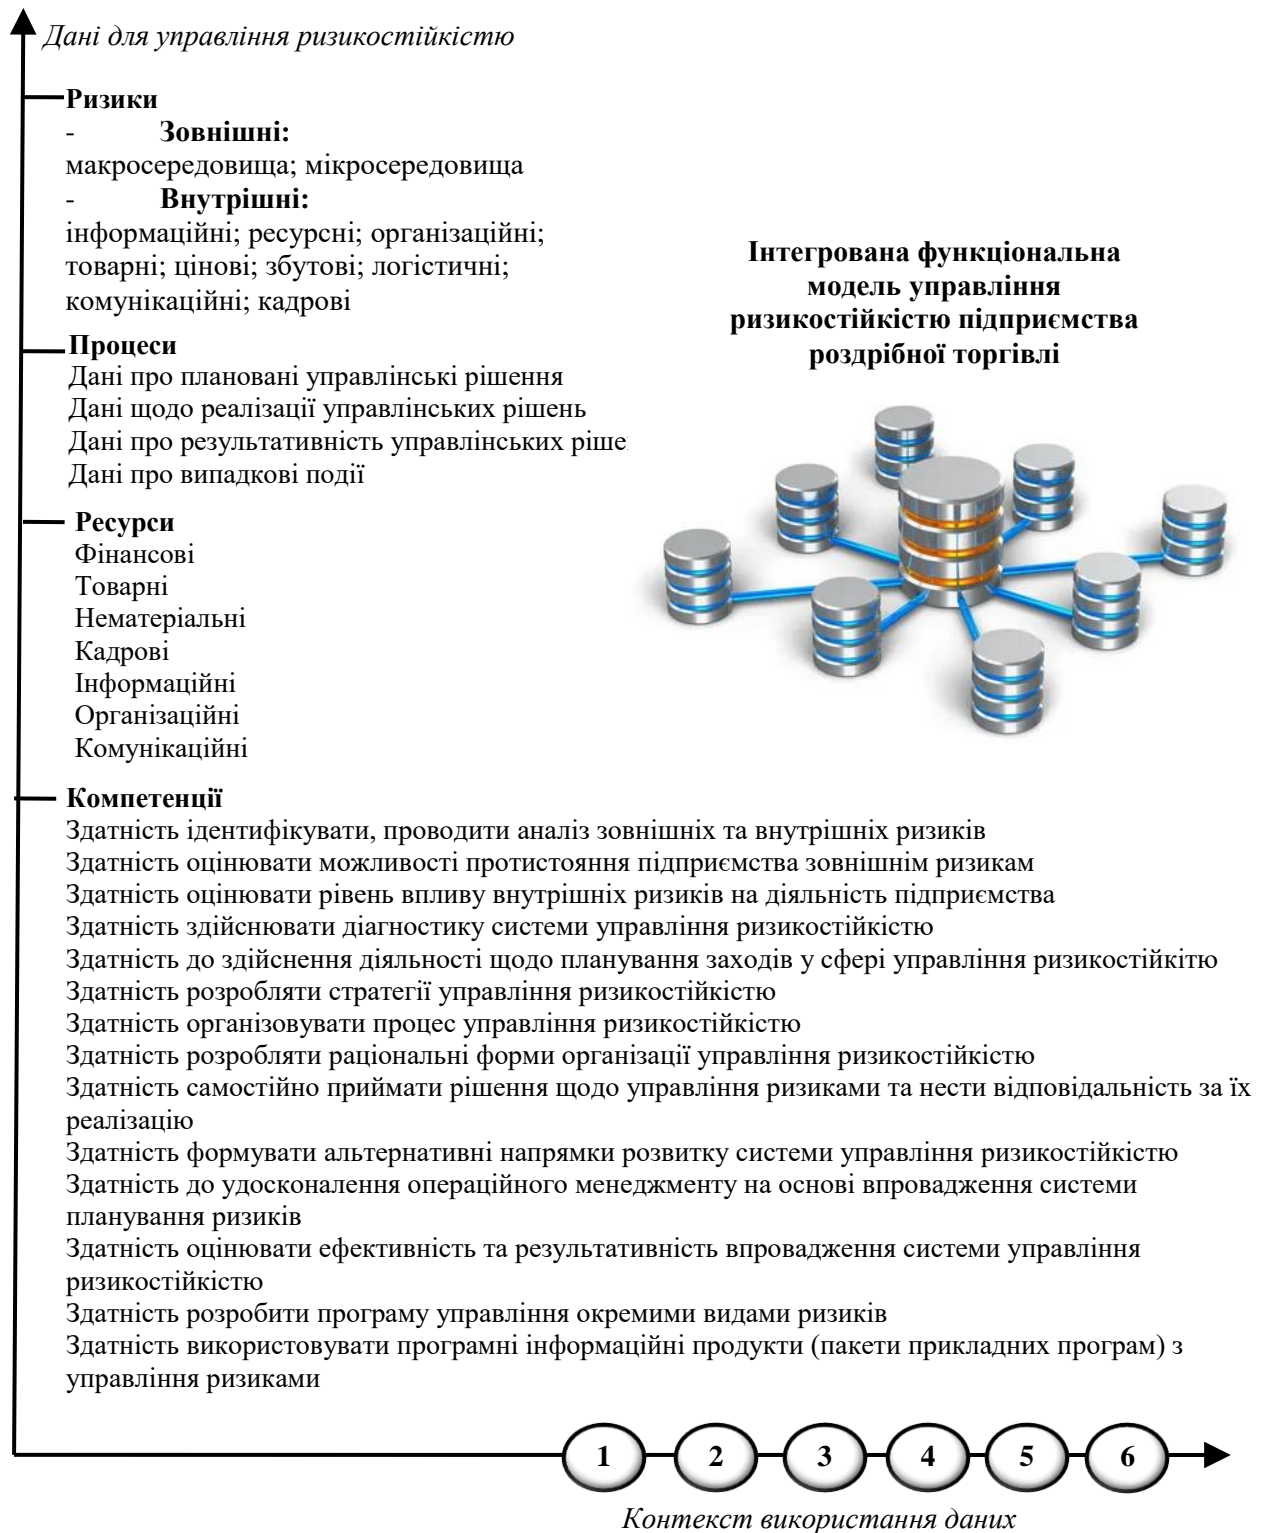 Дані для управління ризикостійкістю
Ризики
- Зовнішні:
макросередовища; мікросередовища
- Внутрішні:
інформаційні; ресурсні; організаційні;
товарні; цінові; збутові; логістичні;
комунікаційні; кадрові
Інтегрована функціональна
модель управління
ризикостійкістю підприємства
роздрібної торгівлі
Процеси
Дані про плановані управлінські рішення
Дані щодо реалізації управлінських рішень
Дані про результативність управлінських ріше
Дані про випадкові події
Ресурси
Фінансові
Товарні
Нематеріальні
Кадрові
Інформаційні
Організаційні
Комунікаційні
Компетенції
Здатність ідентифікувати, проводити аналіз зовнішніх та внутрішніх ризиків
Здатність оцінювати можливості протистояння підприємства зовнішнім ризикам
Здатність оцінювати рівень впливу внутрішніх ризиків на діяльність підприємства
Здатність здійснювати діагностику системи управління ризикостійкістю
Здатність до здійснення діяльності щодо планування заходів у сфері управління ризикостійкітю
Здатність розробляти стратегії управління ризикостійкістю
Здатність організовувати процес управління ризикостійкістю
Здатність розробляти раціональні форми організації управління ризикостійкістю
Здатність самостійно приймати рішення щодо управління ризиками та нести відповідальність за їх
реалізацію
Здатність формувати альтернативні напрямки розвитку системи управління ризикостійкістю
Здатність до удосконалення операційного менеджменту на основі впровадження системи
планування ризиків
Здатність оцінювати ефективність та результативність впровадження системи управління
ризикостійкістю
Здатність розробити програму управління окремими видами ризиків
Здатність використовувати програмні інформаційні продукти (пакети прикладних програм) з
управління ризиками
1 2 3 4 5 6
Контекст використання даних